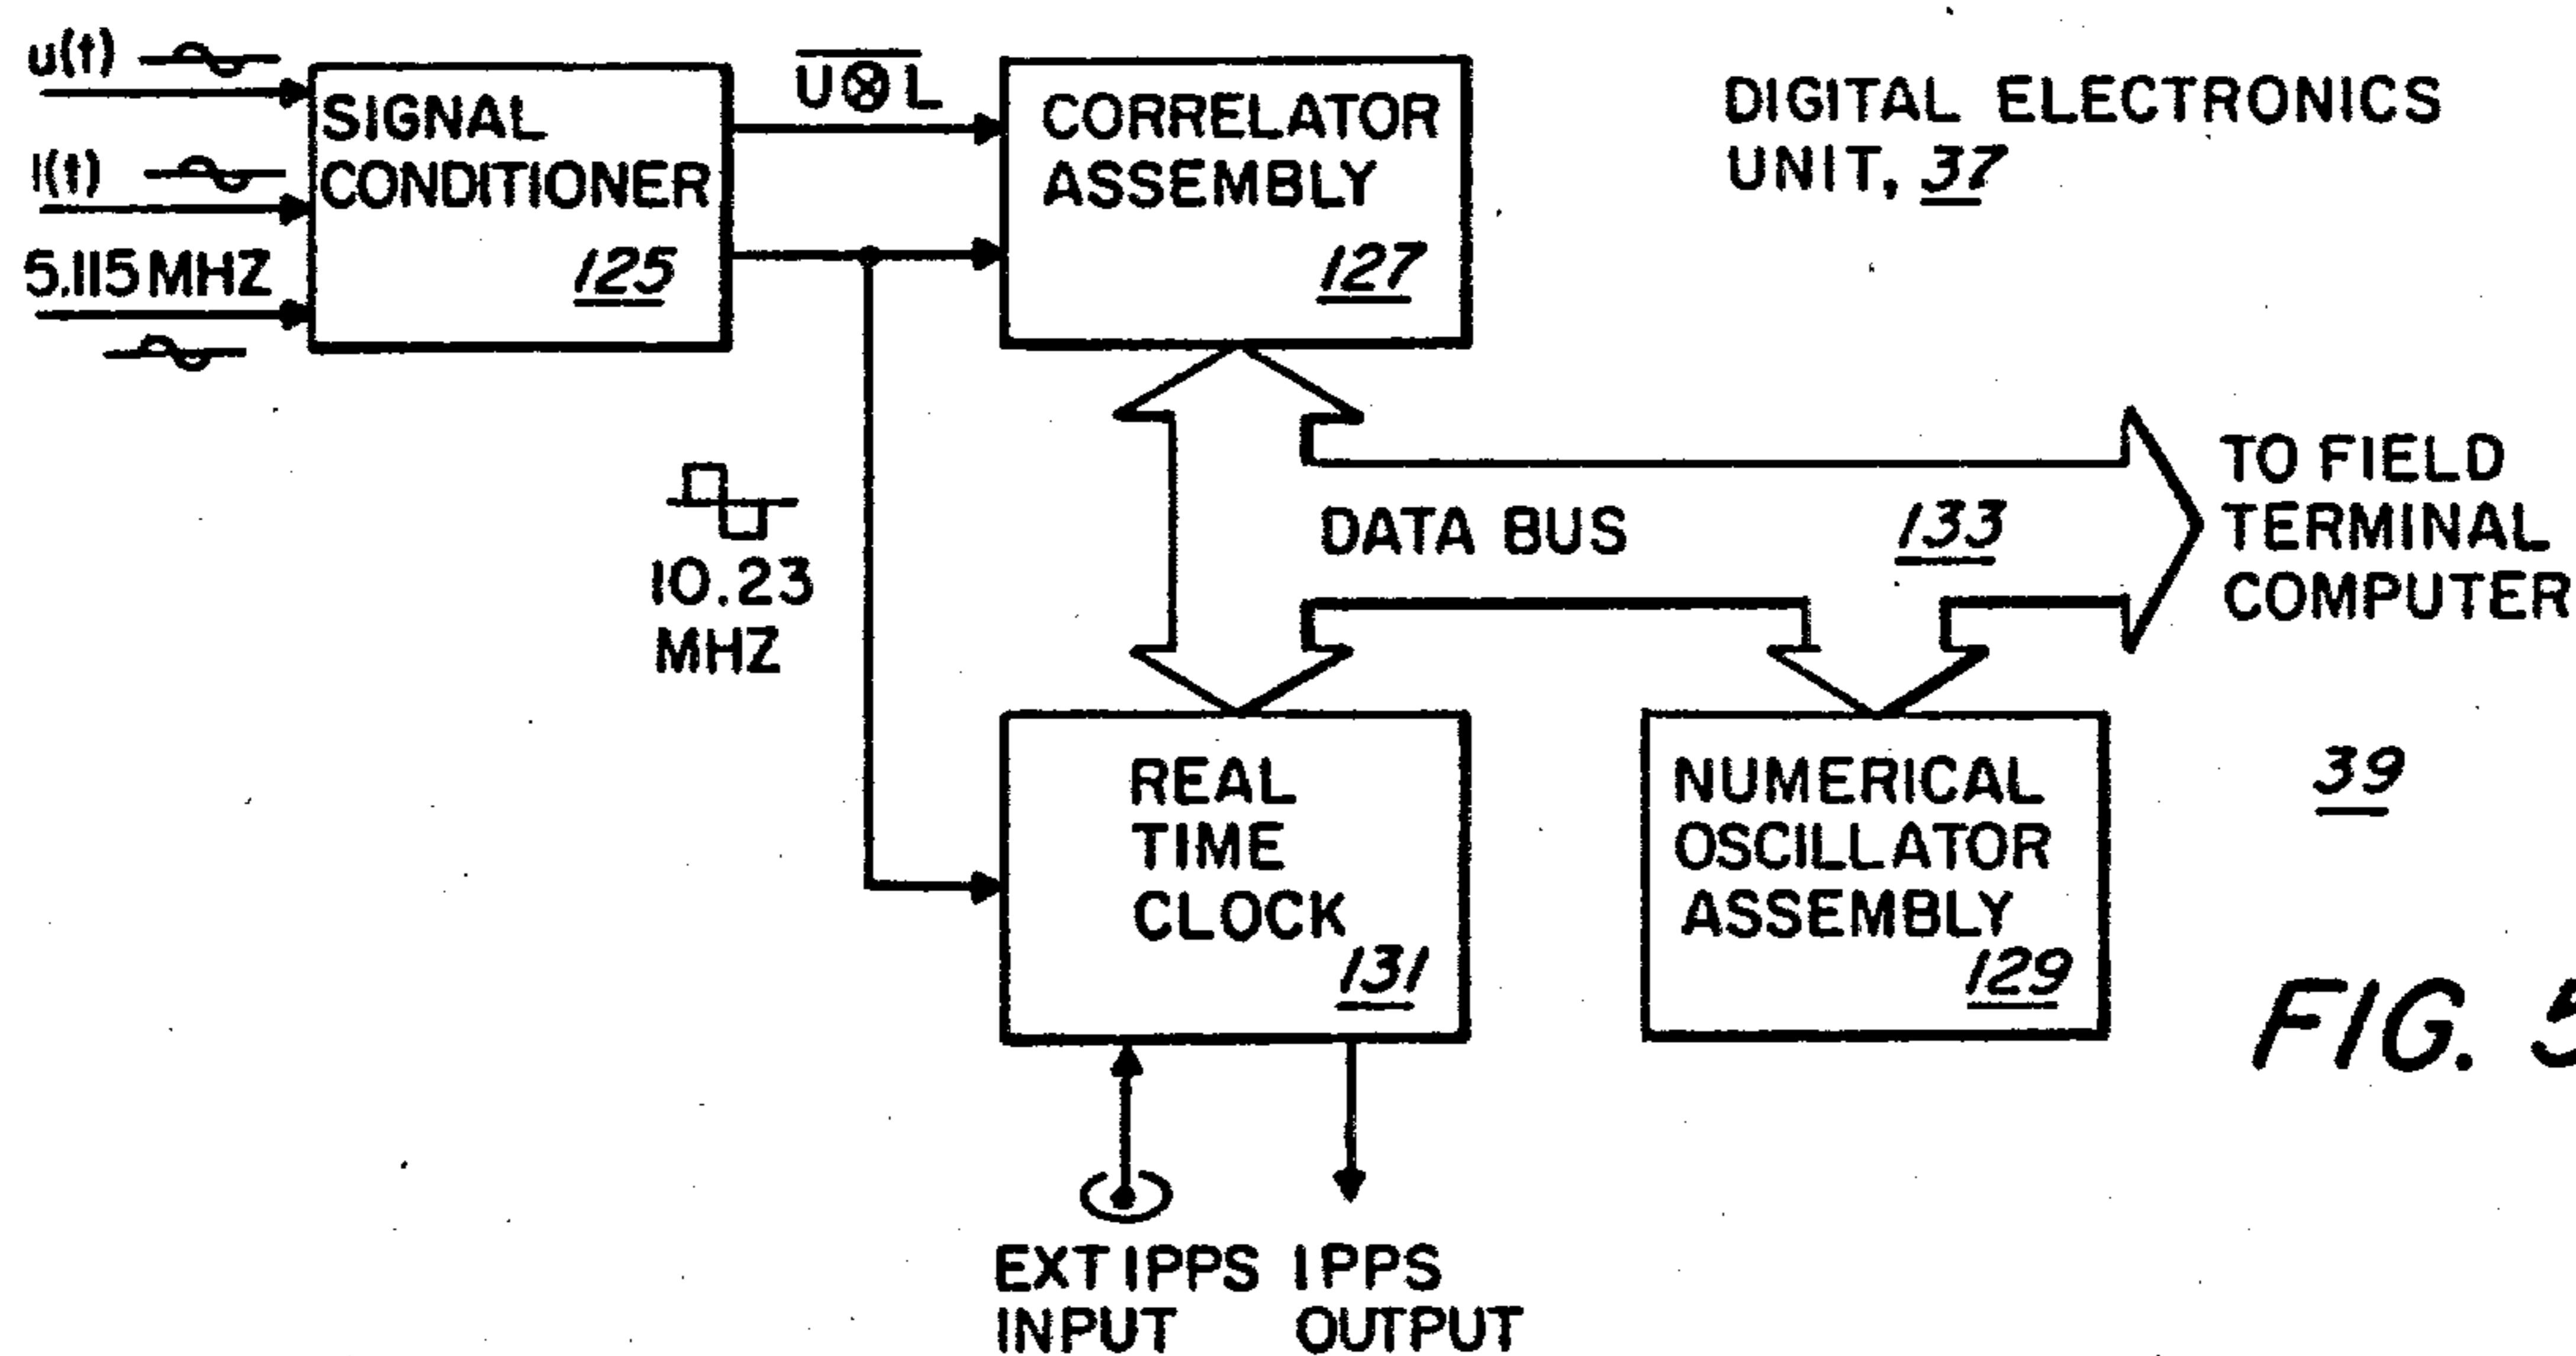 u(t)
l(t)
5.115 MHZ
SIGNAL
CONDITIONER
125
U⊗L
CORRELATOR
ASSEMBLY
127
DIGITAL ELECTRONICS
UNIT, 37
10.23
MHZ
DATA BUS
133
TO FIELD
TERMINAL
COMPUTER
39
REAL
TIME
CLOCK
131
NUMERICAL
OSCILLATOR
ASSEMBLY
129
EXT 1PPS
INPUT
1PPS
OUTPUT
FIG. 5